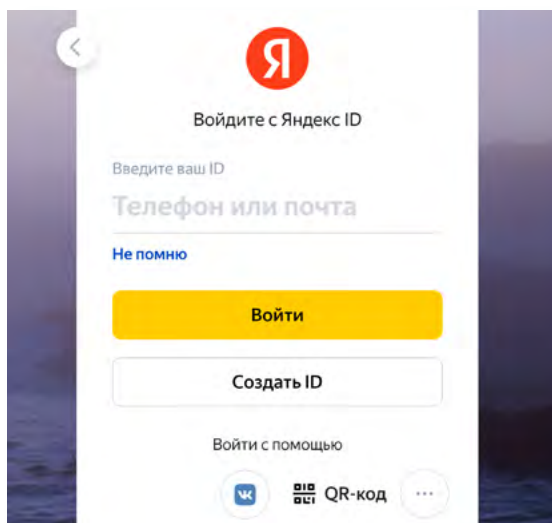 Я
Войдите с Яндекс ID
Введите ваш ID
Телефон или почта
Не помню
Войти
Создать ID
Войти с помощью
QR-код